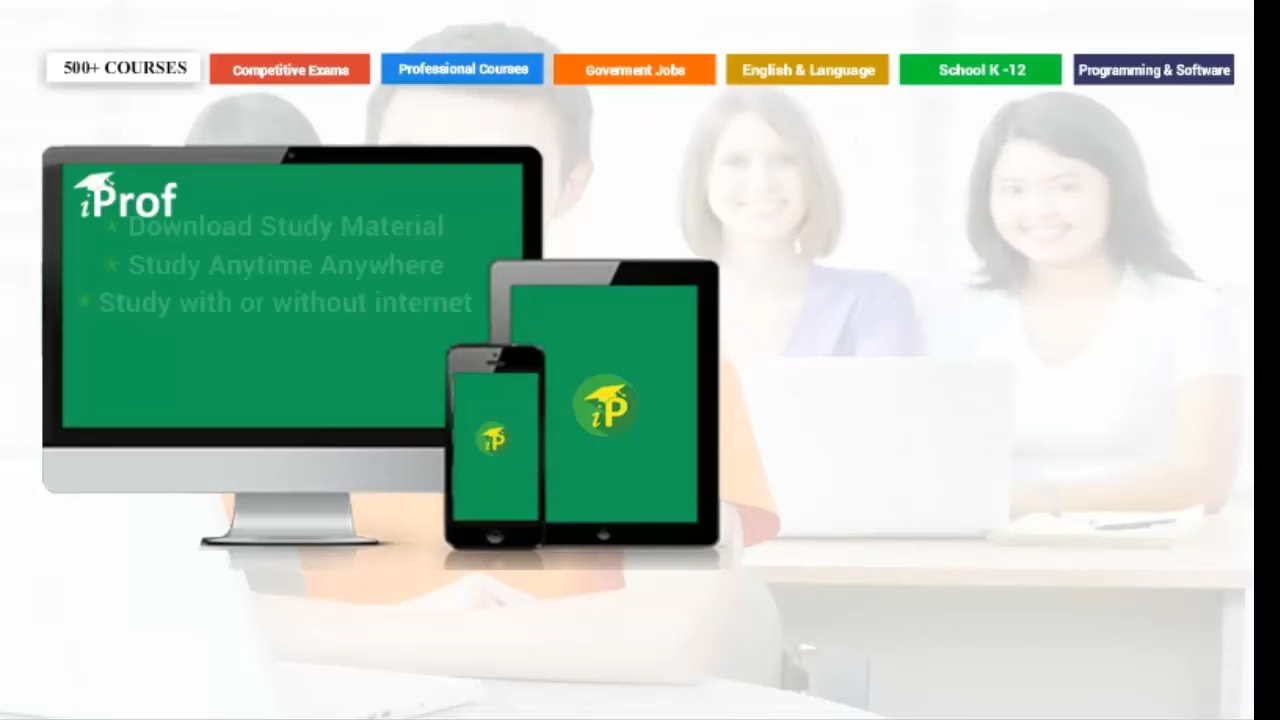 500+ COURSES
Competitive Exams
Professional Courses
Goverment Jobs
English & Language
School K -12
Programming & Software
iProf
* Download Study Material
* Study Anytime Anywhere
* Study with or without internet
iP
iP